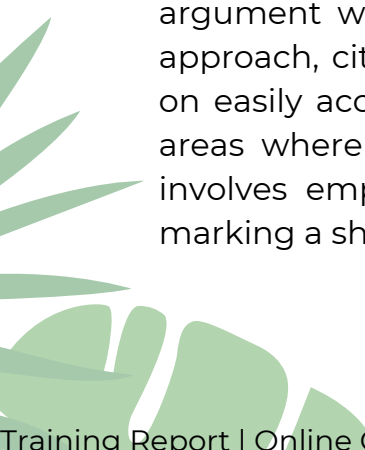 argument w
approach, cit
on easily acc
areas where
involves emp
marking a sh
Training Report | Online